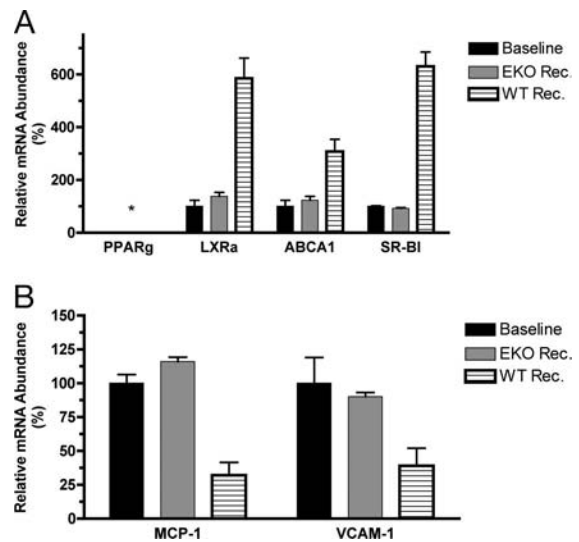 A
Relative mRNA Abundance
(%)
600
400
200
0
*
PPARg
LXRa
ABCA1
SR-BI
Baseline
EKO Rec.
WT Rec.
B
Relative mRNA Abundance
(%)
150
125
100
75
50
25
0
MCP-1
VCAM-1
Baseline
EKO Rec.
WT Rec.